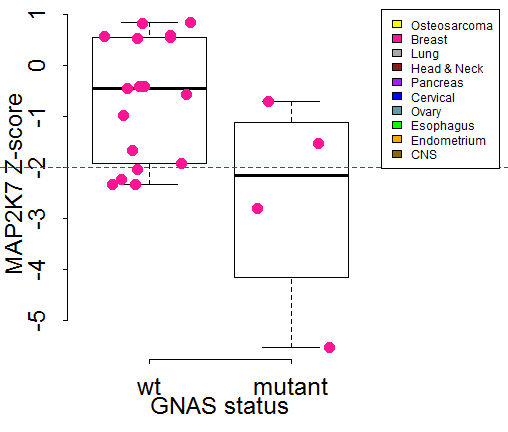 1
0
-1
-2
-3
-4
-5
MAP2K7 Z-score
wt
mutant
GNAS status
Osteosarcoma
Breast
Lung
Head & Neck
Pancreas
Cervical
Ovary
Esophagus
Endometrium
CNS